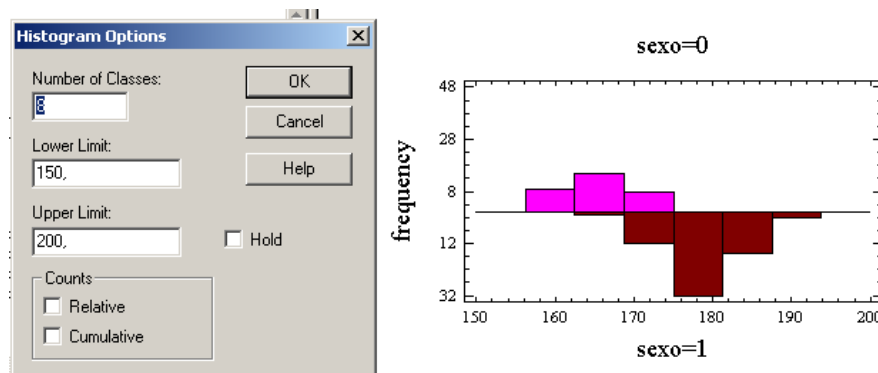 Histogram Options
Number of Classes:
8
Lower Limit:
150,
Upper Limit:
200,
OK
Cancel
Help
Hold
Counts
Relative
Cumulative
sexo=0
frequency
48
28
8
12
32
150 160 170 180 190 200
sexo=1